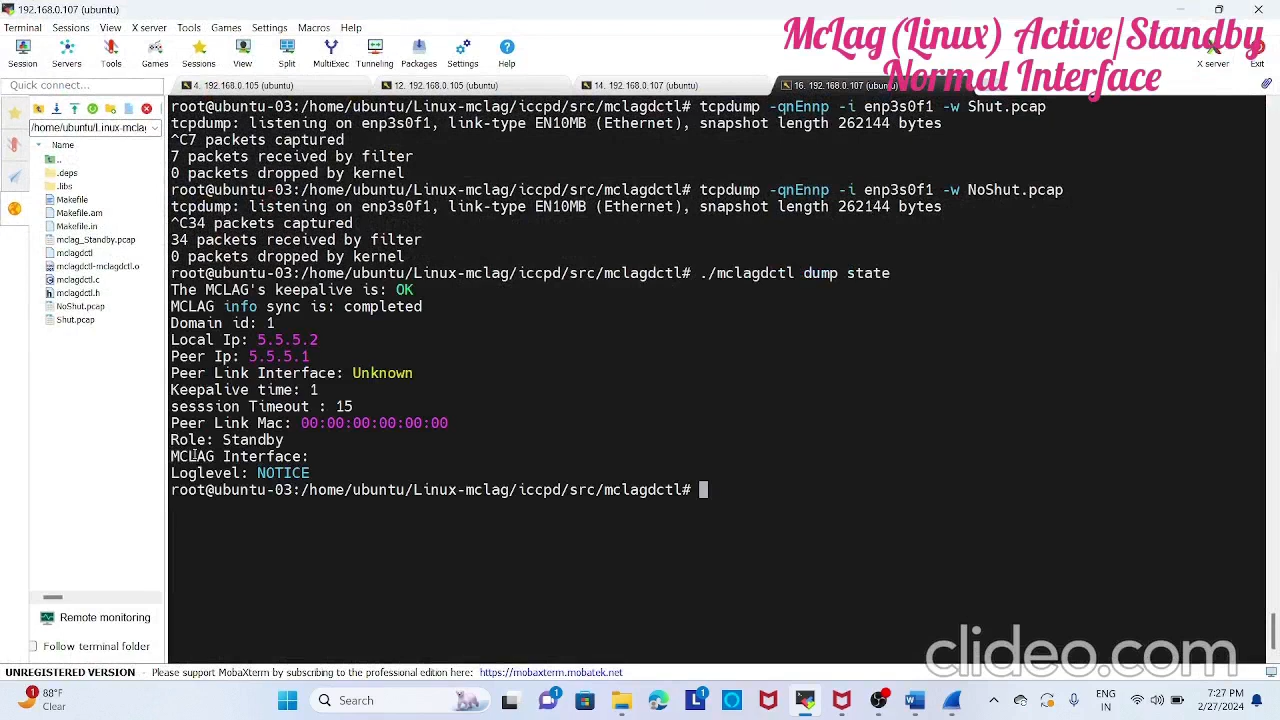 192.168.0.107 (ubuntu)
McLag(Linux) Active/Standby
Normal Interface
Terminal Sessions View X server Tools Games Settings Macros Help
Session Servers Tools Games Sessions View Split MultiExec Tunneling Packages Settings Help X server Exit
Quick connect...
4. 192.168.0.105 (ubuntu)
12. 192.168.0.105 (ubuntu)
14. 192.168.0.107 (ubuntu)
16. 192.168.0.107 (ubuntu)
/home/ubuntu/Linux-mclag
Name
..
.deps
.libs
Makefile
Makefile.am
Makefile.in
mclag_Standby.pcap
mclagdctl
mclagdctl-mclagdctl.o
mclagdctl.c
mclagdctl.h
NoShut.pcap
Shut.pcap
Remote monitoring
Follow terminal folder
root@ubuntu-03:/home/ubuntu/Linux-mclag/iccpd/src/mclagdctl# tcpdump -qnEnnp -i enp3s0f1 -w Shut.pcap
tcpdump: listening on enp3s0f1, link-type EN10MB (Ethernet), snapshot length 262144 bytes
^C7 packets captured
7 packets received by filter
0 packets dropped by kernel
root@ubuntu-03:/home/ubuntu/Linux-mclag/iccpd/src/mclagdctl# tcpdump -qnEnnp -i enp3s0f1 -w NoShut.pcap
tcpdump: listening on enp3s0f1, link-type EN10MB (Ethernet), snapshot length 262144 bytes
^C34 packets captured
34 packets received by filter
0 packets dropped by kernel
root@ubuntu-03:/home/ubuntu/Linux-mclag/iccpd/src/mclagdctl# ./mclagdctl dump state
The MCLAG's keepalive is: OK
MCLAG info sync is: completed
Domain id: 1
Local Ip: 5.5.5.2
Peer Ip: 5.5.5.1
Peer Link Interface: Unknown
Keepalive time: 1
sesssion Timeout : 15
Peer Link Mac: 00:00:00:00:00:00
Role: Standby
MCLAG Interface:
Loglevel: NOTICE
root@ubuntu-03:/home/ubuntu/Linux-mclag/iccpd/src/mclagdctl#
clideo.com
UNREGISTERED VERSION - Please support MobaXterm by subscribing to the professional edition here: https://mobaxterm.mobatek.net
1
88°F
Clear
Search
1
1
ENG
IN
7:27 PM
2/27/2024